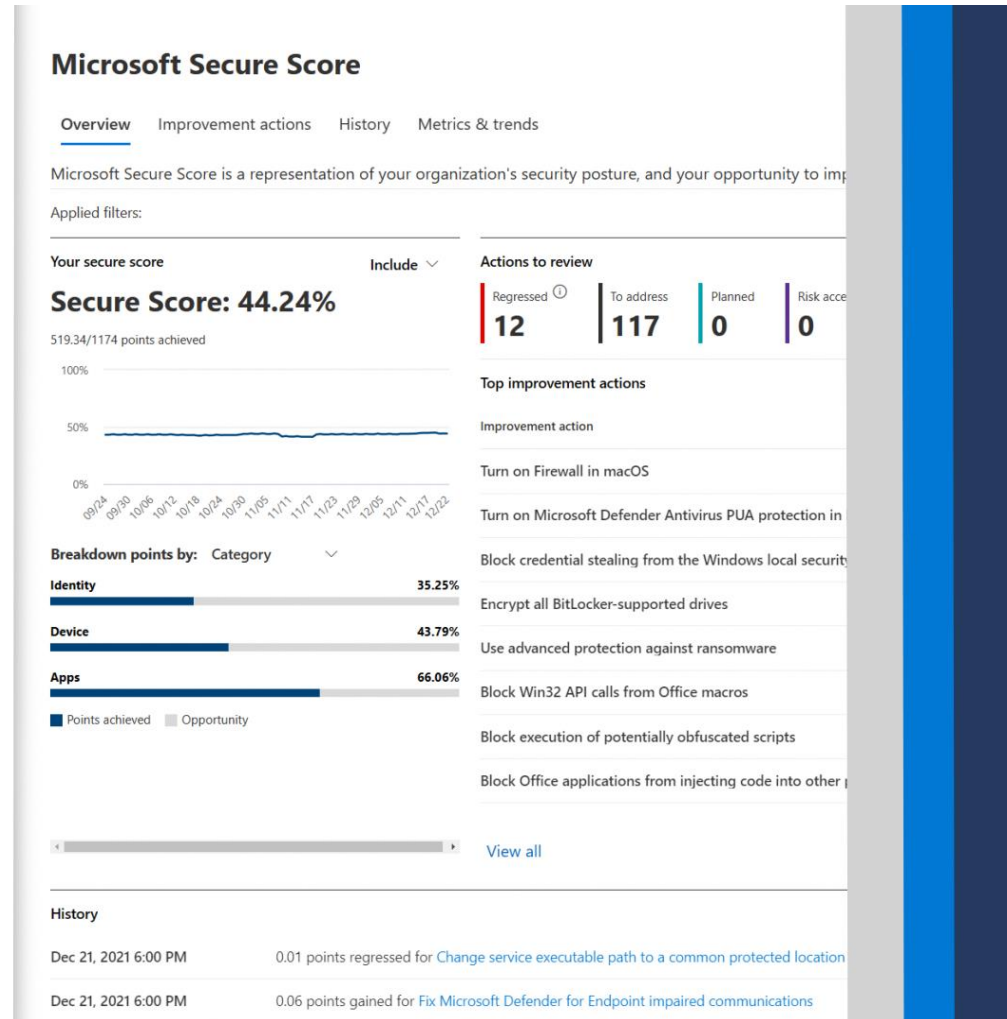 Microsoft Secure Score
Overview Improvement actions History Metrics & trends
Microsoft Secure Score is a representation of your organization's security posture, and your opportunity to
Applied filters:
Your secure score Include
Secure Score: 44.24%
519.34/1174 points achieved
100%
50%
0%
09/24 09/30 10/06 10/12 10/18 10/24 10/30 11/05 11/11 11/17 11/23 11/29 12/05 12/11 12/17 12/22
Breakdown points by: Category
Identity 35.25%
Device 43.79%
Apps 66.06%
Points achieved Opportunity
Actions to review
Regressed To address Planned Risk
12 117 0 0
Top improvement actions
Improvement action
Turn on Firewall in macOS
Turn on Microsoft Defender Antivirus PUA protection in
Block credential stealing from the Windows local
Encrypt all BitLocker-supported drives
Use advanced protection against ransomware
Block Win32 API calls from Office macros
Block execution of potentially obfuscated scripts
Block Office applications from injecting code into other
View all
History
Dec 21, 2021 6:00 PM 0.01 points regressed for Change service executable path to a common protected location
Dec 21, 2021 6:00 PM 0.06 points gained for Fix Microsoft Defender for Endpoint impaired communications